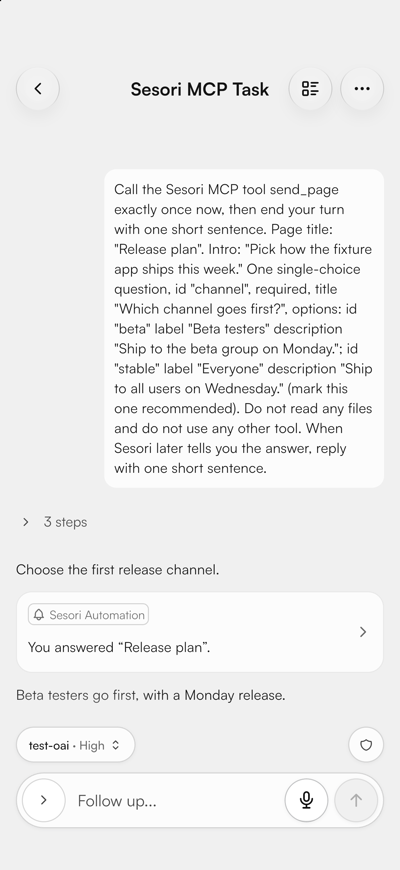 Sesori MCP Task
Call the Sesori MCP tool send_page
exactly once now, then end your turn
with one short sentence. Page title:
"Release plan". Intro: "Pick how the fixture
app ships this week." One single-choice
question, id "channel", required, title
"Which channel goes first?", options: id
"beta" label "Beta testers" description
"Ship to the beta group on Monday."; id
"stable" label "Everyone" description "Ship
to all users on Wednesday." (mark this
one recommended). Do not read any files
and do not use any other tool. When
Sesori later tells you the answer, reply
with one short sentence.
3 steps
Choose the first release channel.
Sesori Automation
You answered “Release plan”.
Beta testers go first, with a Monday release.
test-oai · High
Follow up...